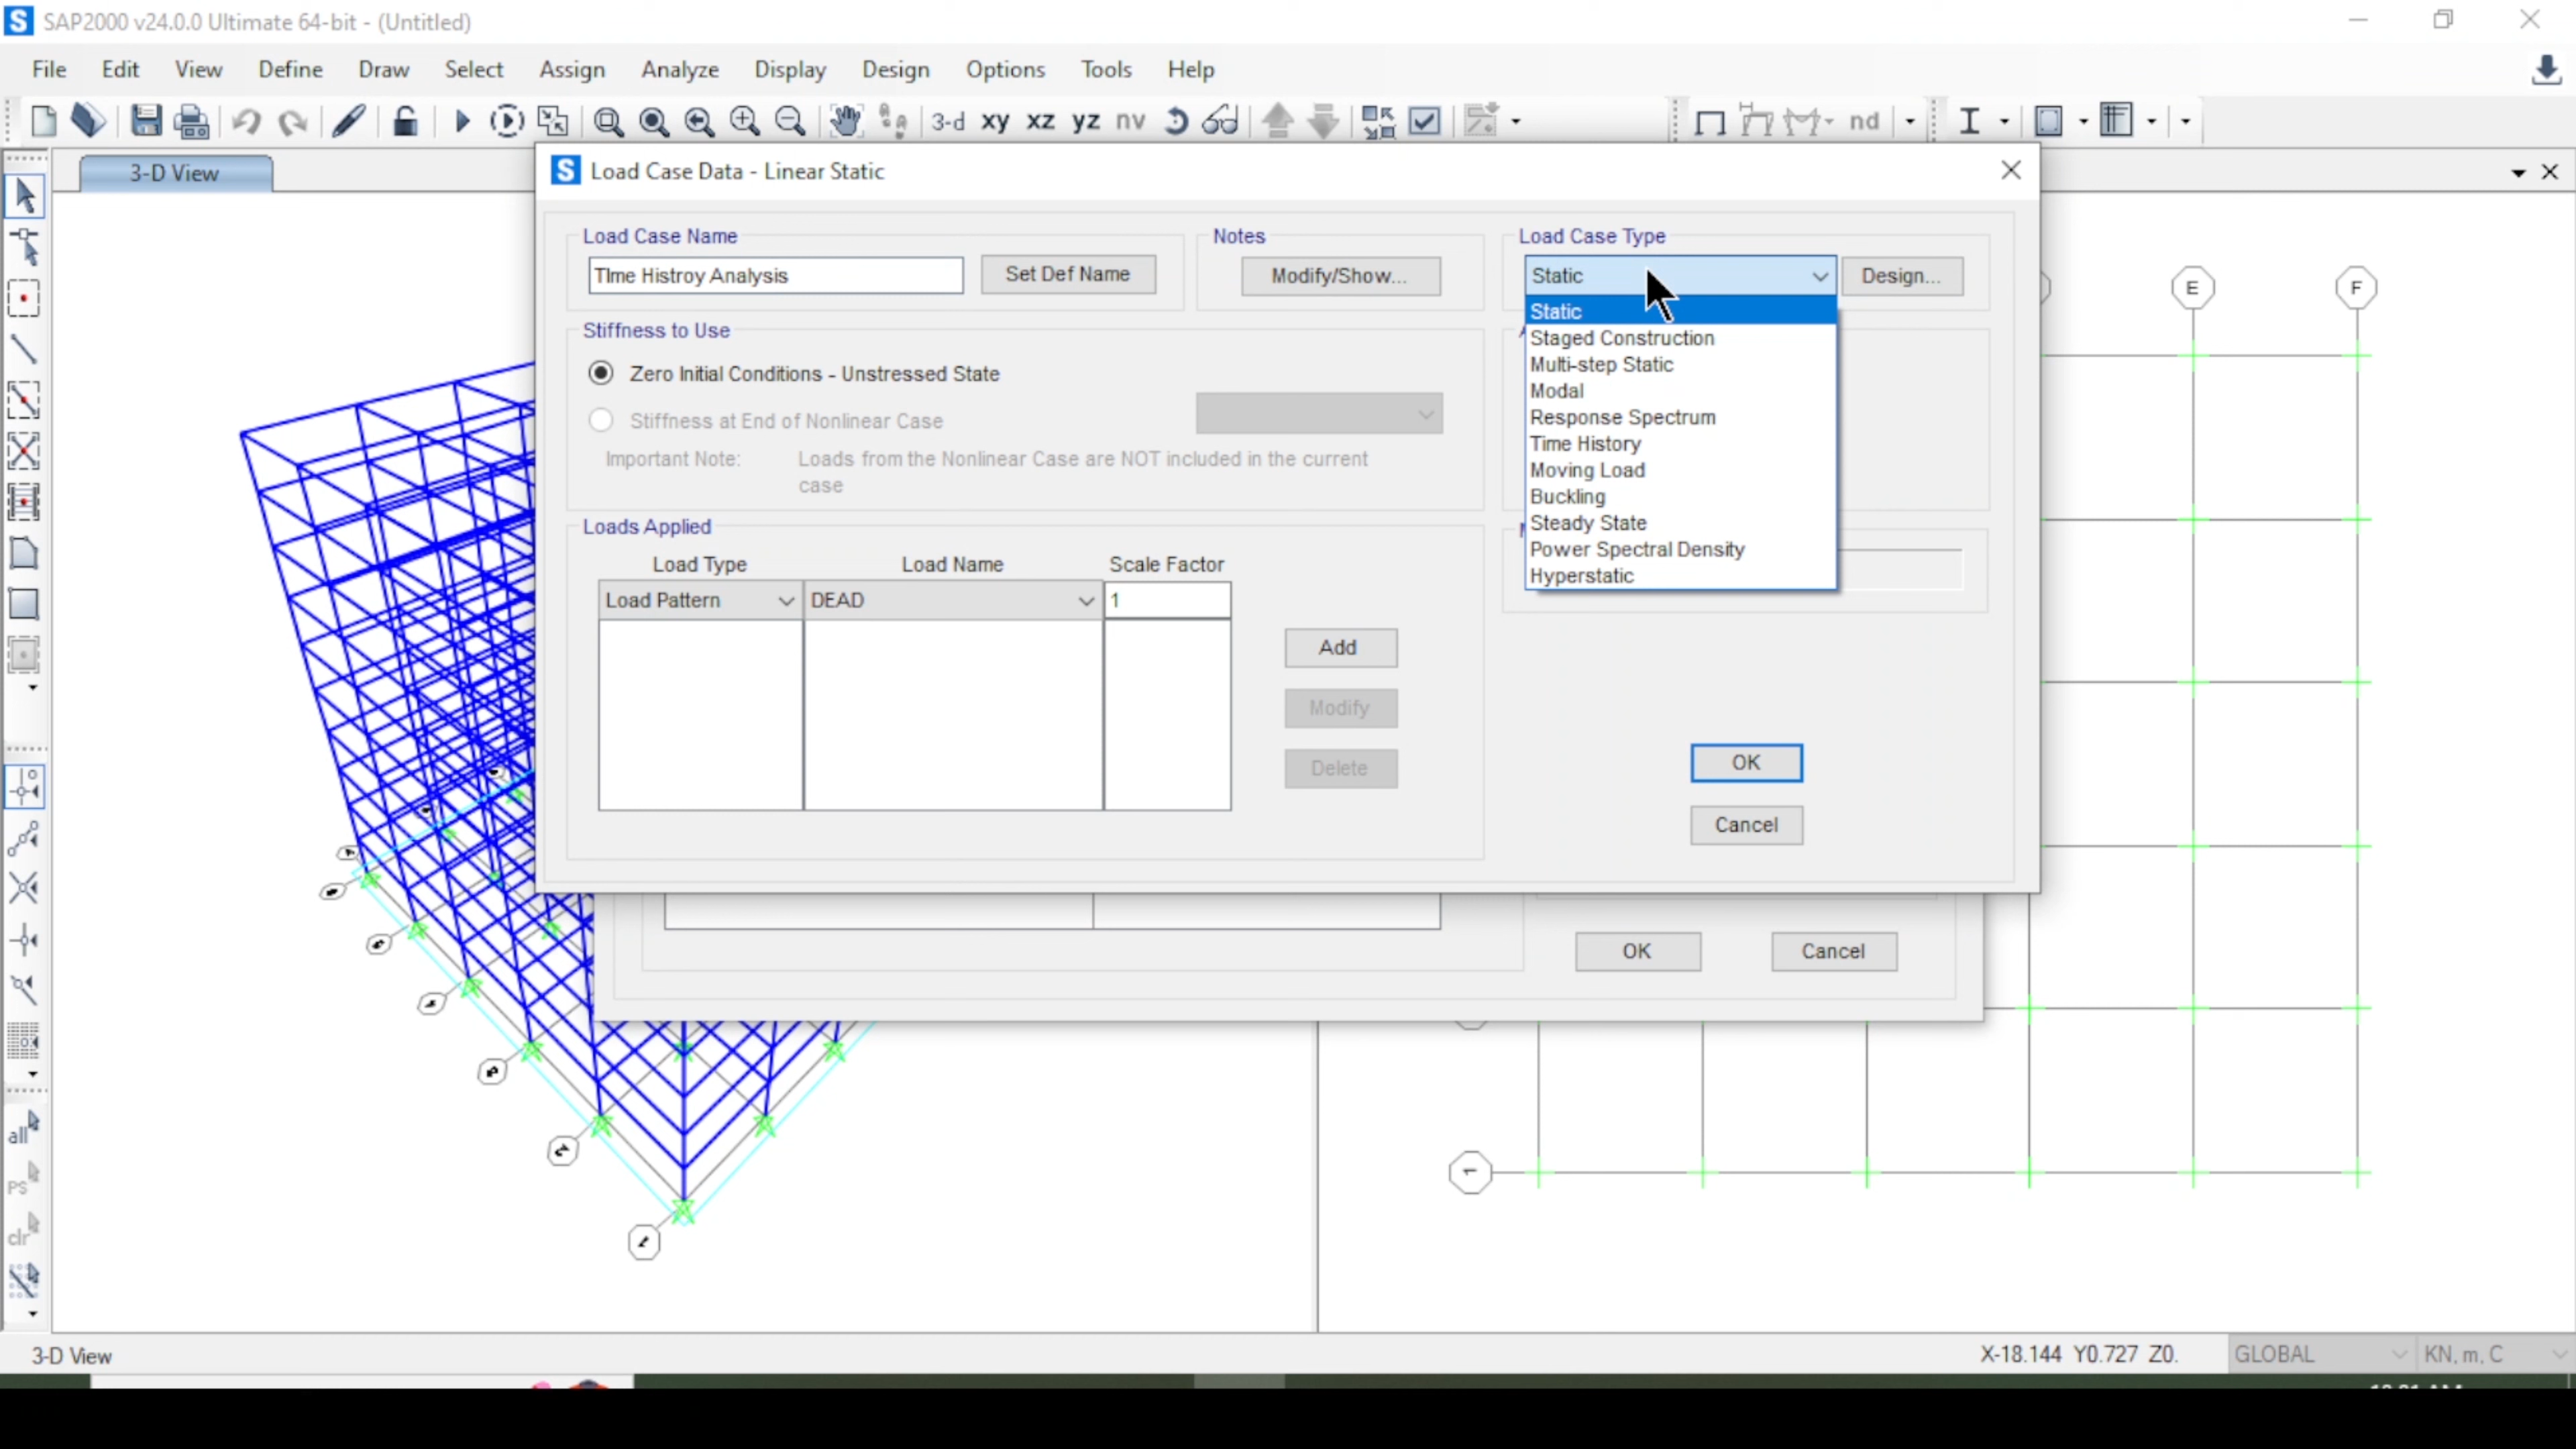 S SAP2000 v24.0.0 Ultimate 64-bit - (Untitled)
File Edit View Define Draw Select Assign Analyze Display Design Options Tools Help
3-d xy xz yz nv nd
3-D View
S Load Case Data - Linear Static
Load Case Name
TIme Histroy Analysis
Set Def Name
Notes
Modify/Show...
Load Case Type
Static
Design...
Static
Staged Construction
Multi-step Static
Modal
Response Spectrum
Time History
Moving Load
Buckling
Steady State
Power Spectral Density
Hyperstatic
Stiffness to Use
Zero Initial Conditions - Unstressed State
Stiffness at End of Nonlinear Case
Important Note: Loads from the Nonlinear Case are NOT included in the current
case
Loads Applied
Load Type Load Name Scale Factor
Load Pattern DEAD 1
Add
Modify
Delete
OK
Cancel
OK Cancel
E F
1
all
PS
clr
3-D View
X-18.144 Y0.727 Z0.
GLOBAL
KN, m, C